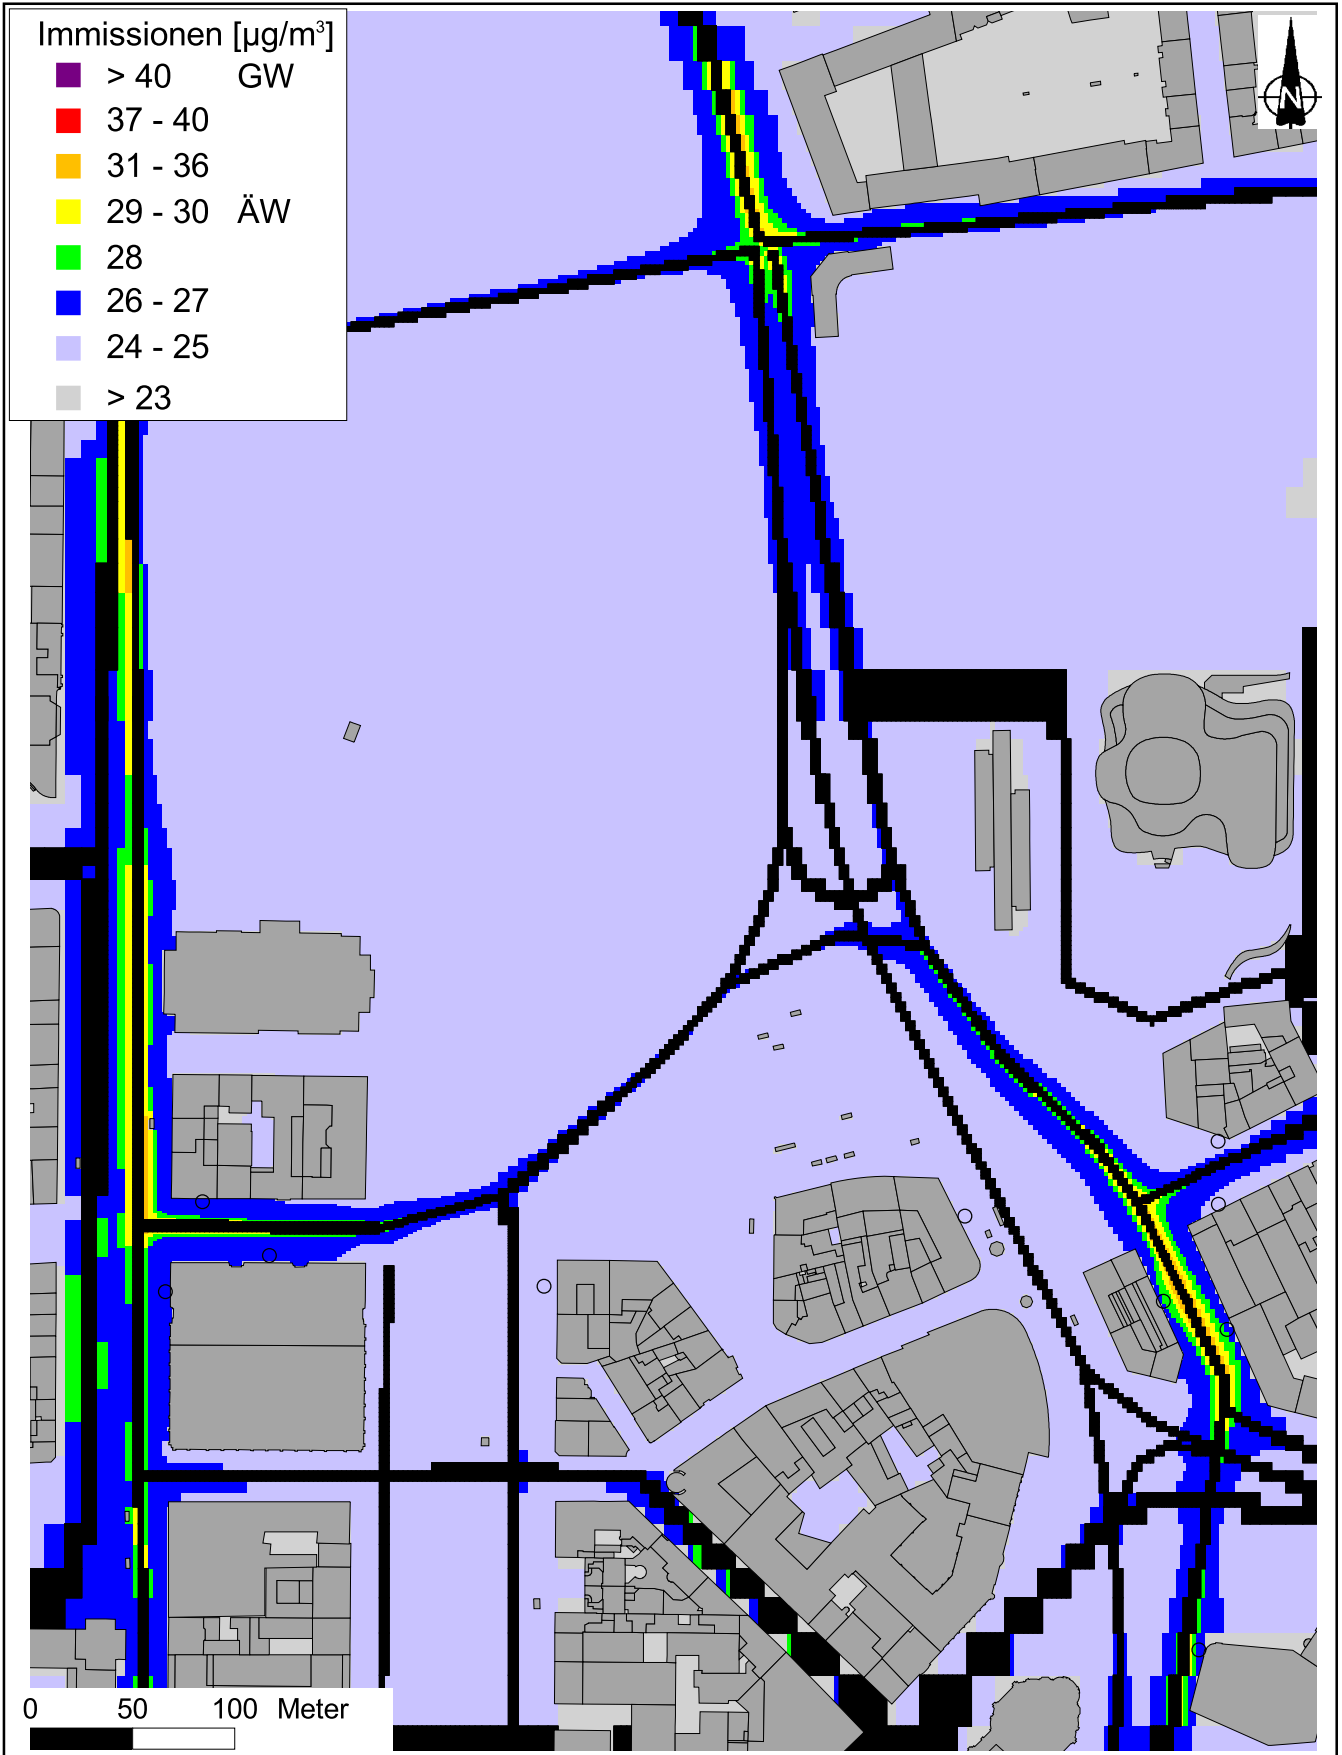 Immissionen [µg/m³]
> 40 GW
37 - 40
31 - 36
29 - 30 ÄW
28
26 - 27
24 - 25
> 23
N
0 50 100 Meter